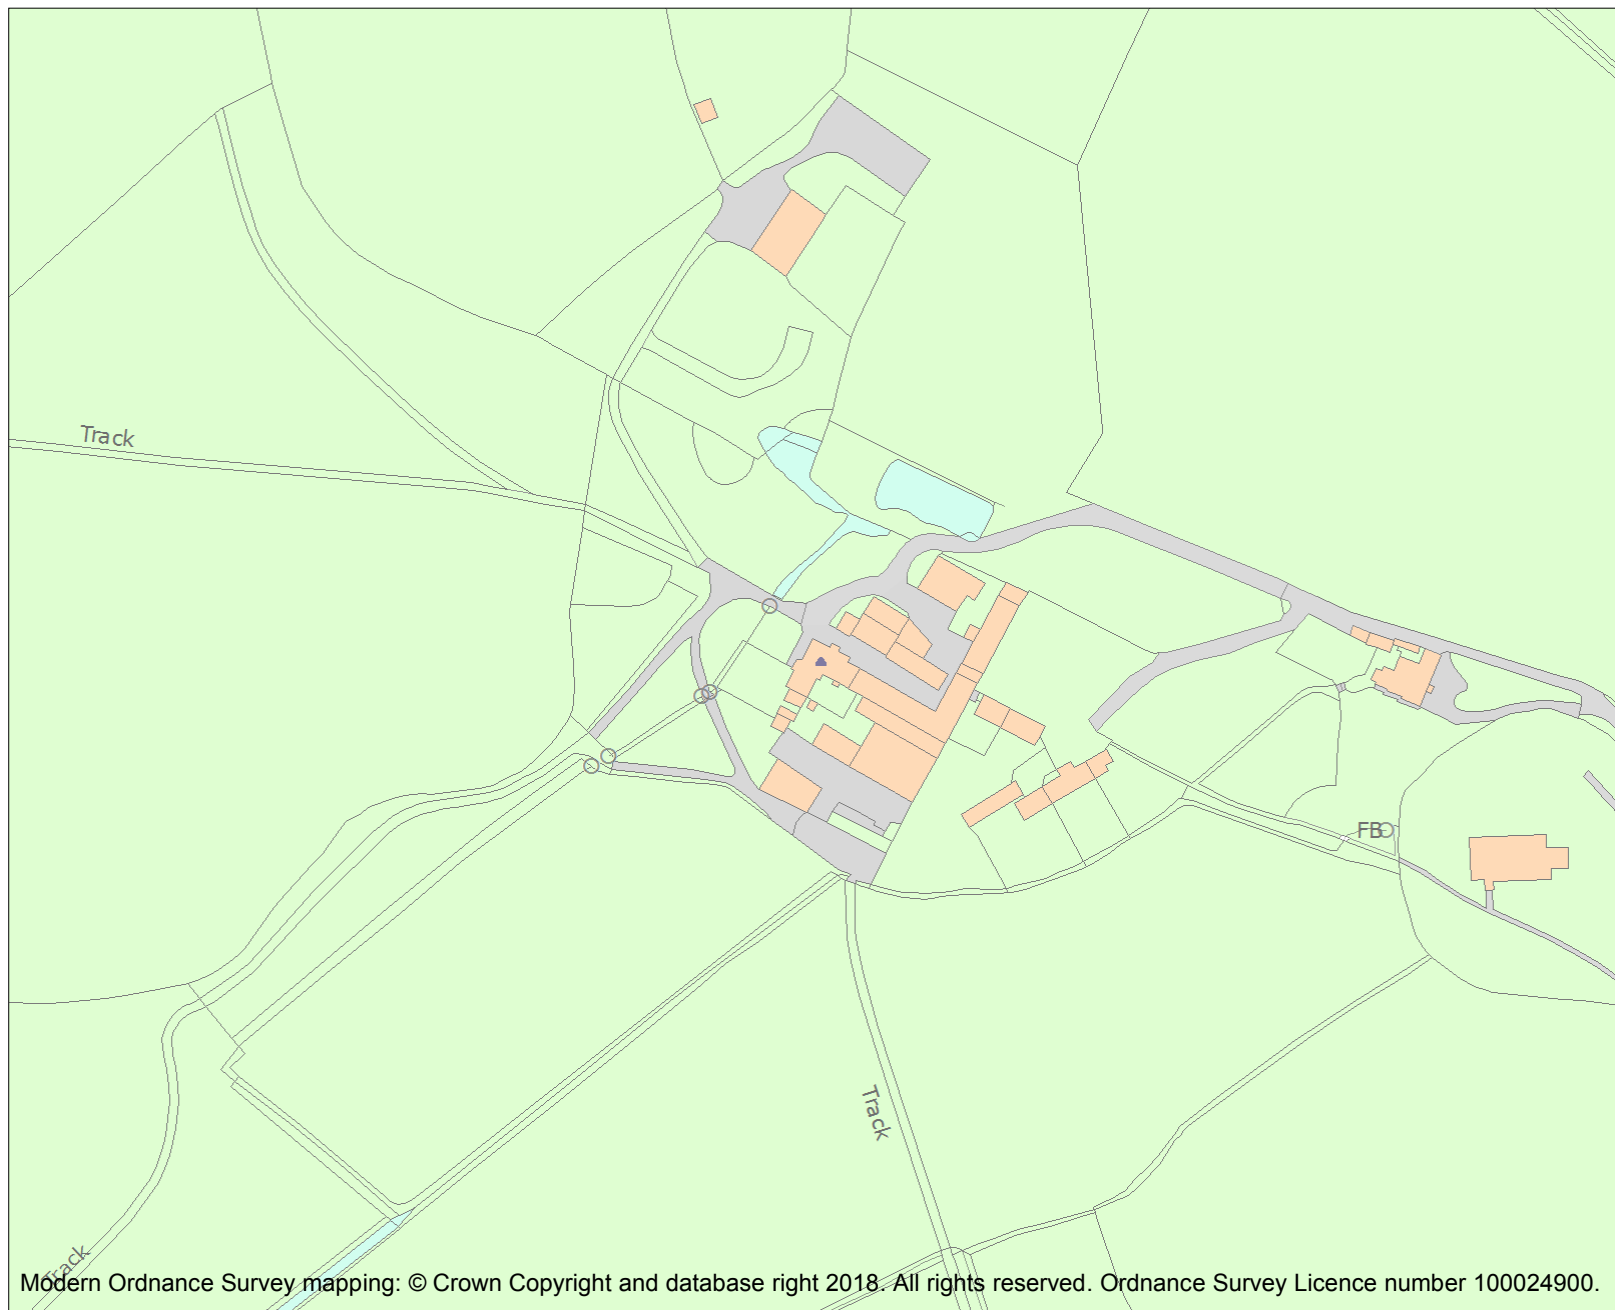 Track
FB
Track
Track
Modern Ordnance Survey mapping: © Crown Copyright and database right 2018. All rights reserved. Ordnance Survey Licence number 100024900.